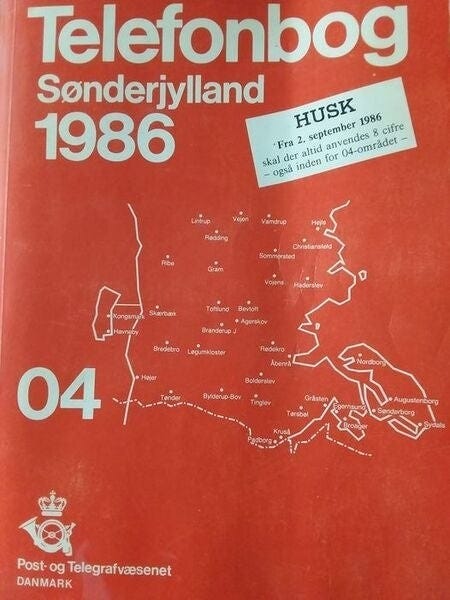 Telefonbog
Sønderjylland
1986
HUSK
Fra 2. september 1986
skal der altid anvendes 8 cifre
- også inden for 04-området -
Lintrup
Vejen
Vamdrup
Hejls
Rødding
Christiansfeld
Sommersted
Ribe
Gram
Vojens
Haderslev
Kongsmark
Skærbæk
Toftlund
Bevtoft
Agerskov
Havneby
Branderup J
Bredebro
Løgumkloster
Rødekro
Nordborg
Åbenrå
Højer
Bolderslev
Tønder
Bylderup-Bov
Tinglev
Gråsten
Augustenborg
Tørsbøl
Egernsund
Sønderborg
Broager
Sydals
Kruså
Padborg
04
Post- og Telegrafvæsenet
DANMARK